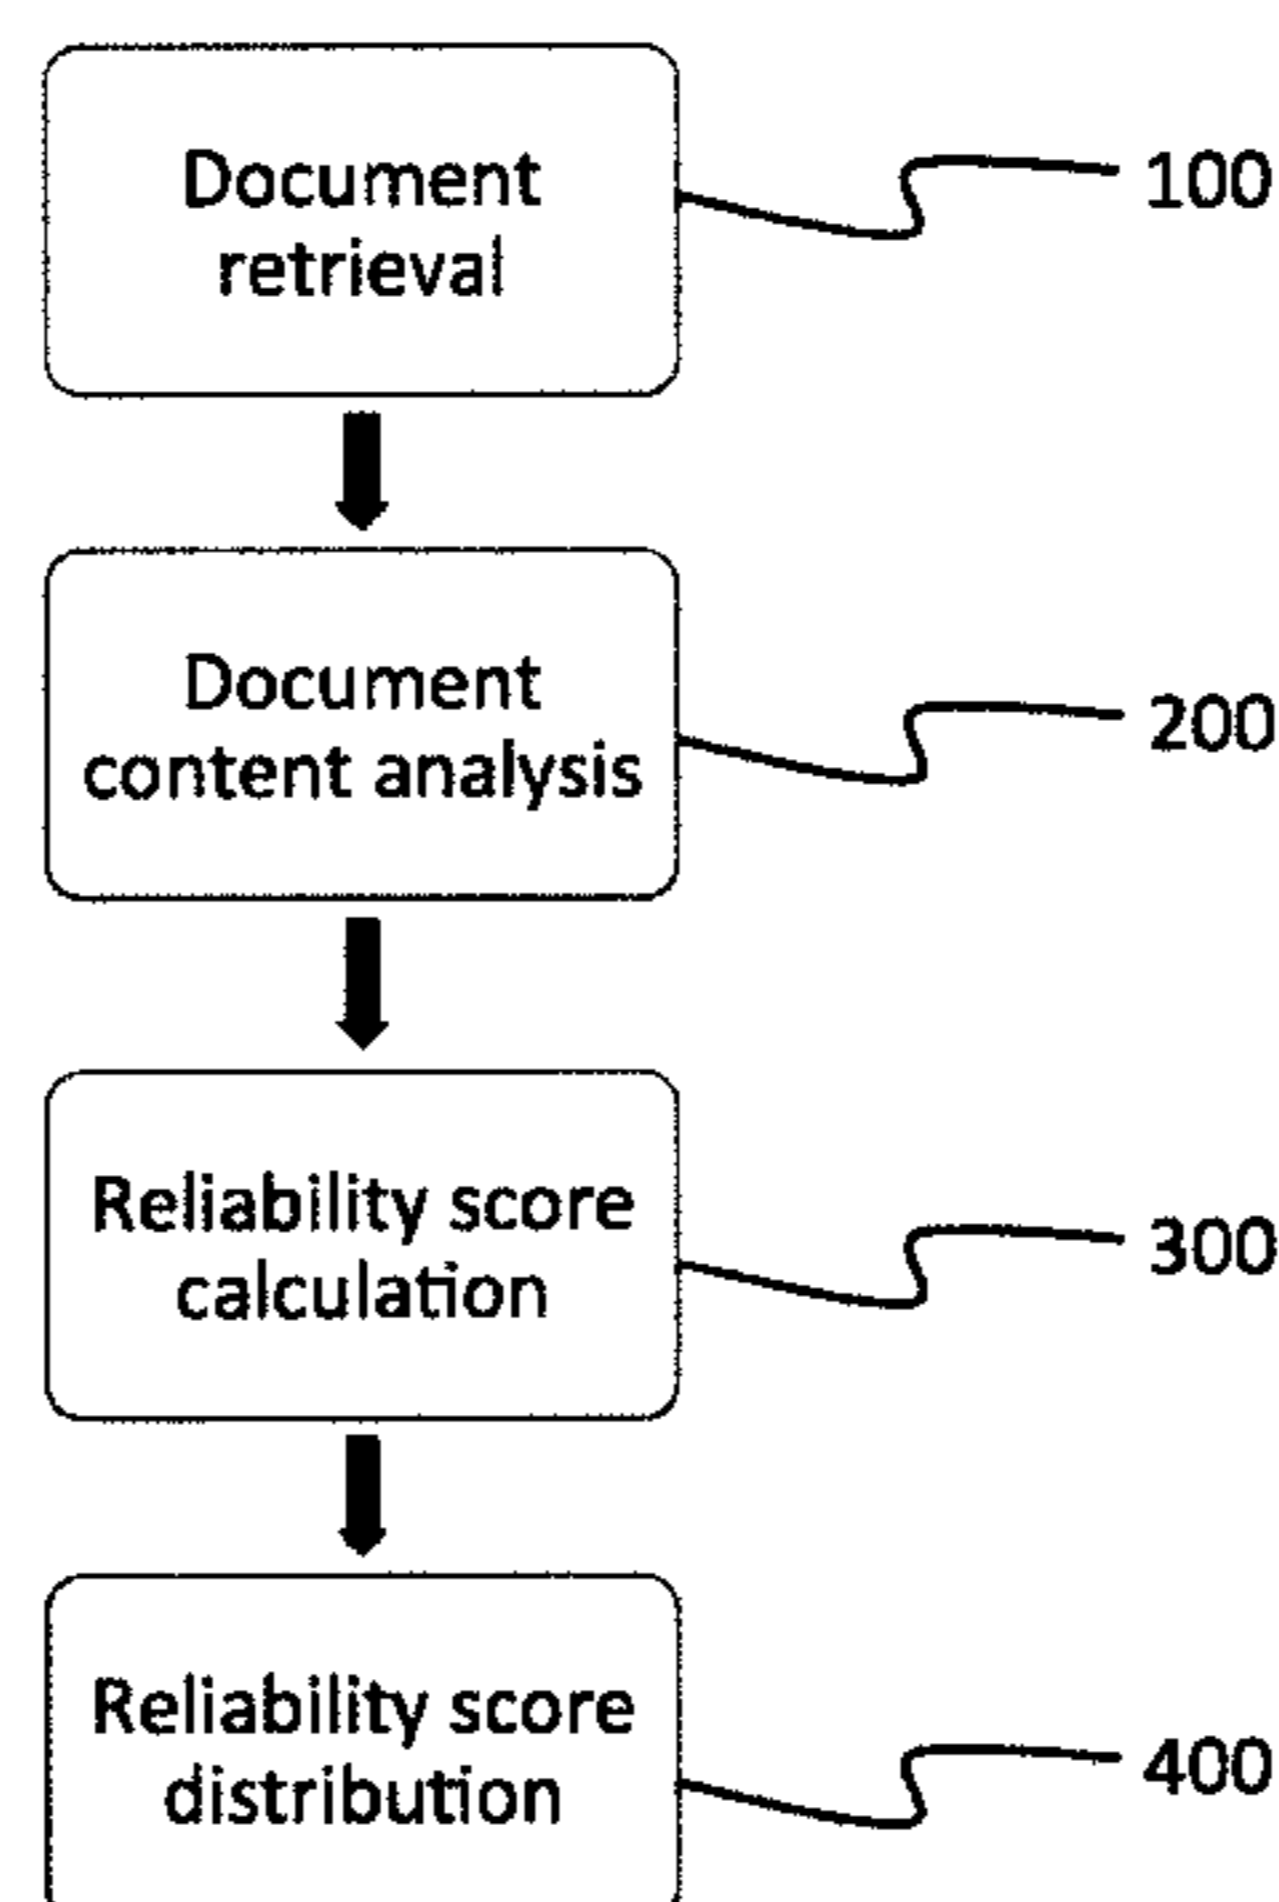 Document
retrieval
100
Document
content analysis
200
Reliability score
calculation
300
Reliability score
distribution
400